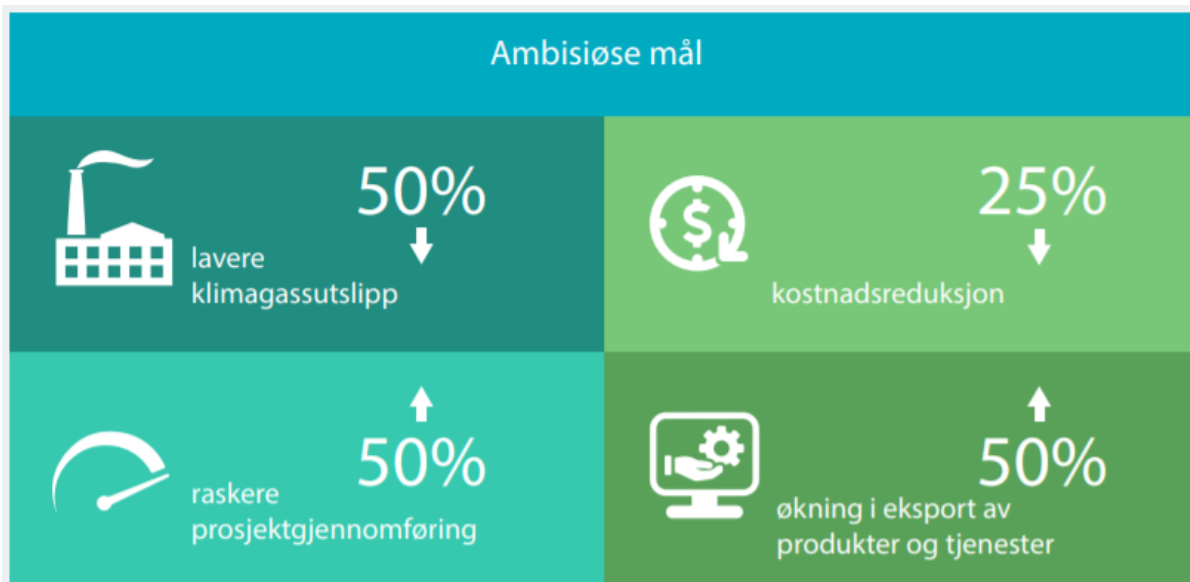 Ambisiøse mål
50%
lavere
klimagassutslipp
25%
kostnadsreduksjon
50%
raskere
prosjektgjennomføring
50%
økning i eksport av
produkter og tjenester